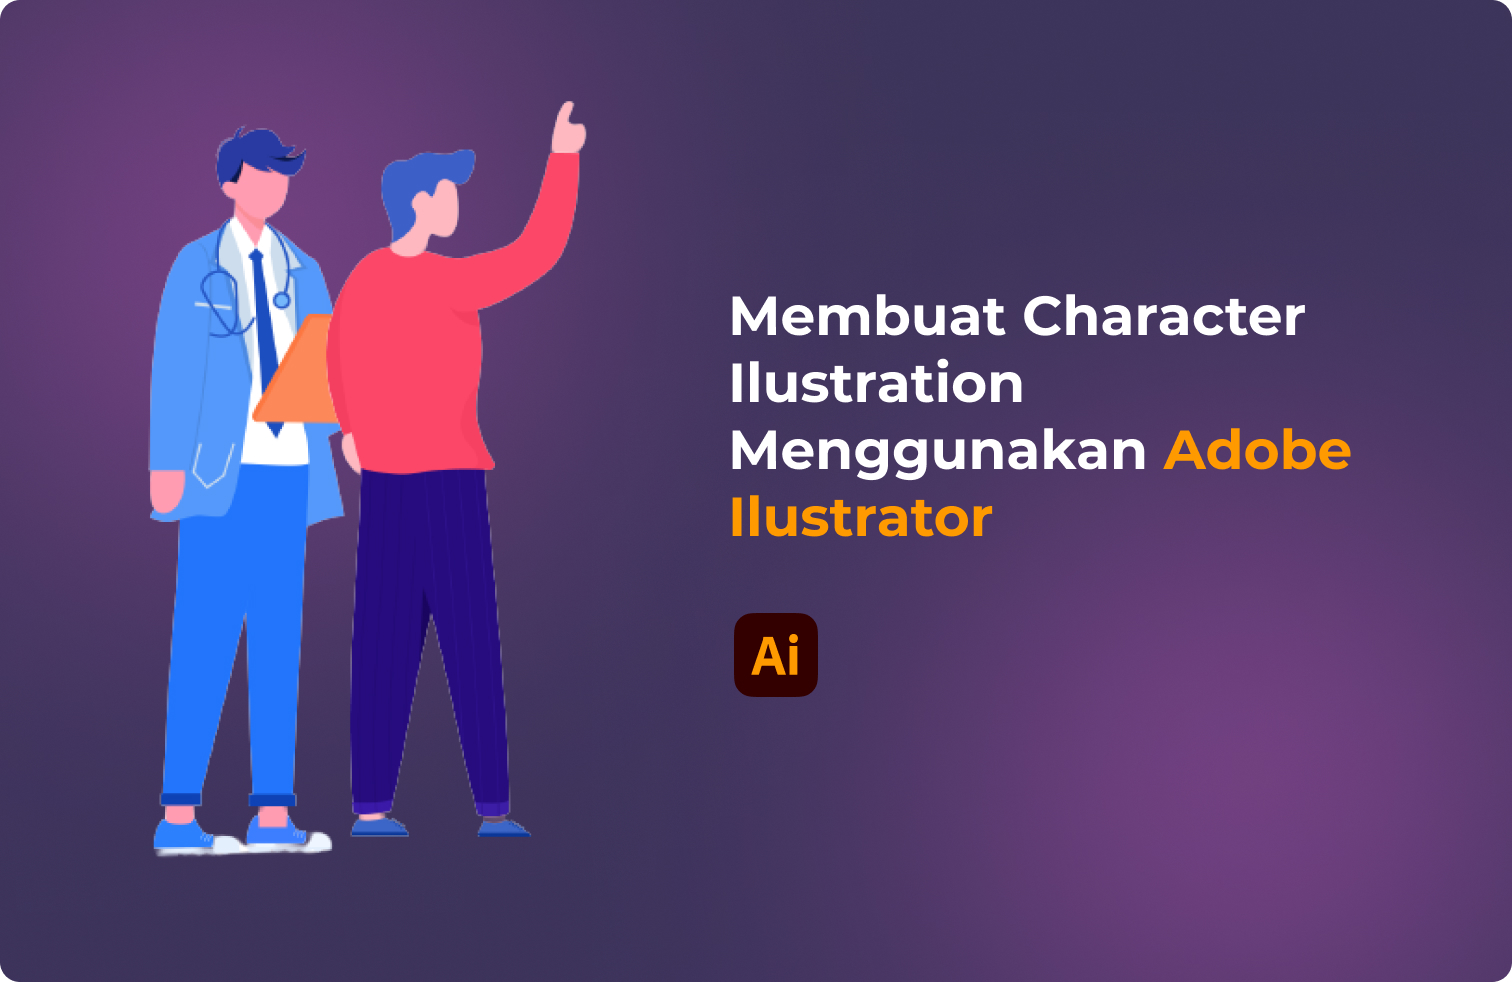 Membuat Character
Ilustration
Menggunakan Adobe
Ilustrator
Ai